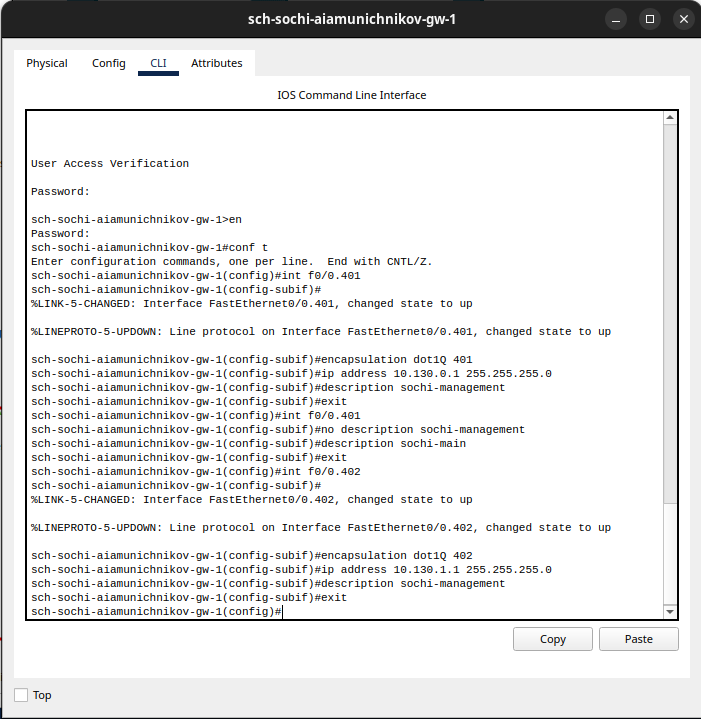 sch-sochi-aiamunichnikov-gw-1
Physical Config CLI Attributes
IOS Command Line Interface
User Access Verification
Password:
sch-sochi-aiamunichnikov-gw-1>en
Password:
sch-sochi-aiamunichnikov-gw-1#conf t
Enter configuration commands, one per line.  End with CNTL/Z.
sch-sochi-aiamunichnikov-gw-1(config)#int f0/0.401
sch-sochi-aiamunichnikov-gw-1(config-subif)#
%LINK-5-CHANGED: Interface FastEthernet0/0.401, changed state to up
%LINEPROTO-5-UPDOWN: Line protocol on Interface FastEthernet0/0.401, changed state to up
sch-sochi-aiamunichnikov-gw-1(config-subif)#encapsulation dot1Q 401
sch-sochi-aiamunichnikov-gw-1(config-subif)#ip address 10.130.0.1 255.255.255.0
sch-sochi-aiamunichnikov-gw-1(config-subif)#description sochi-management
sch-sochi-aiamunichnikov-gw-1(config-subif)#exit
sch-sochi-aiamunichnikov-gw-1(config)#int f0/0.401
sch-sochi-aiamunichnikov-gw-1(config-subif)#no description sochi-management
sch-sochi-aiamunichnikov-gw-1(config-subif)#description sochi-main
sch-sochi-aiamunichnikov-gw-1(config-subif)#exit
sch-sochi-aiamunichnikov-gw-1(config)#int f0/0.402
sch-sochi-aiamunichnikov-gw-1(config-subif)#
%LINK-5-CHANGED: Interface FastEthernet0/0.402, changed state to up
%LINEPROTO-5-UPDOWN: Line protocol on Interface FastEthernet0/0.402, changed state to up
sch-sochi-aiamunichnikov-gw-1(config-subif)#encapsulation dot1Q 402
sch-sochi-aiamunichnikov-gw-1(config-subif)#ip address 10.130.1.1 255.255.255.0
sch-sochi-aiamunichnikov-gw-1(config-subif)#description sochi-management
sch-sochi-aiamunichnikov-gw-1(config-subif)#exit
sch-sochi-aiamunichnikov-gw-1(config)#
Copy Paste
Top